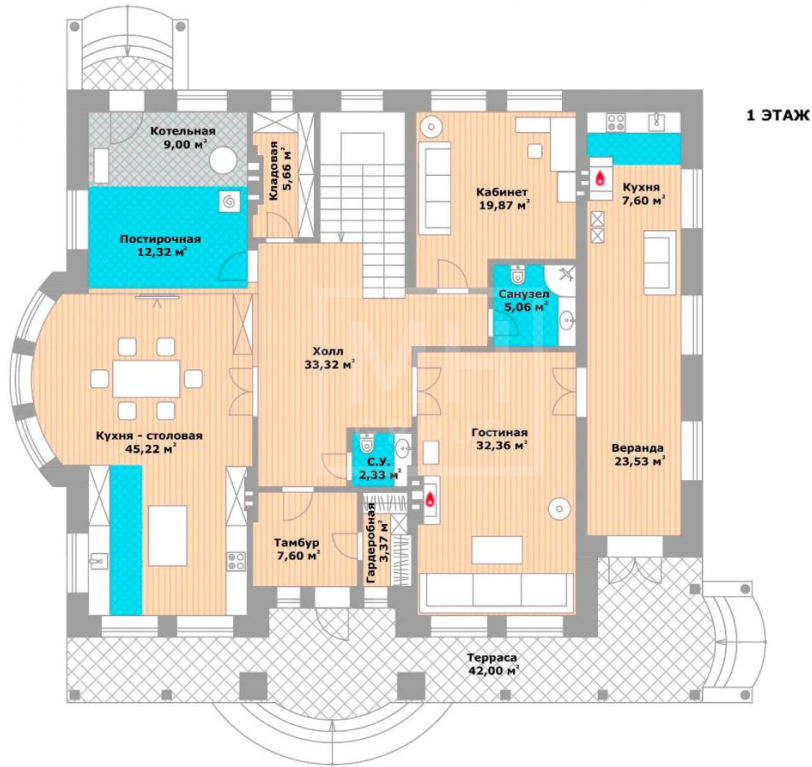 1 ЭТАЖ
Котельная
9,00 м²
Кладовая
5,66 м²
Кабинет
19,87 м²
Кухня
7,60 м²
Постирочная
12,32 м²
Санузел
5,06 м²
Холл
33,32 м²
МН
Кухня - столовая
45,22 м²
Гостиная
32,36 м²
Веранда
23,53 м²
С.У.
2,33 м²
Тамбур
7,60 м²
Гардеробная
3,37 м²
Терраса
42,00 м²